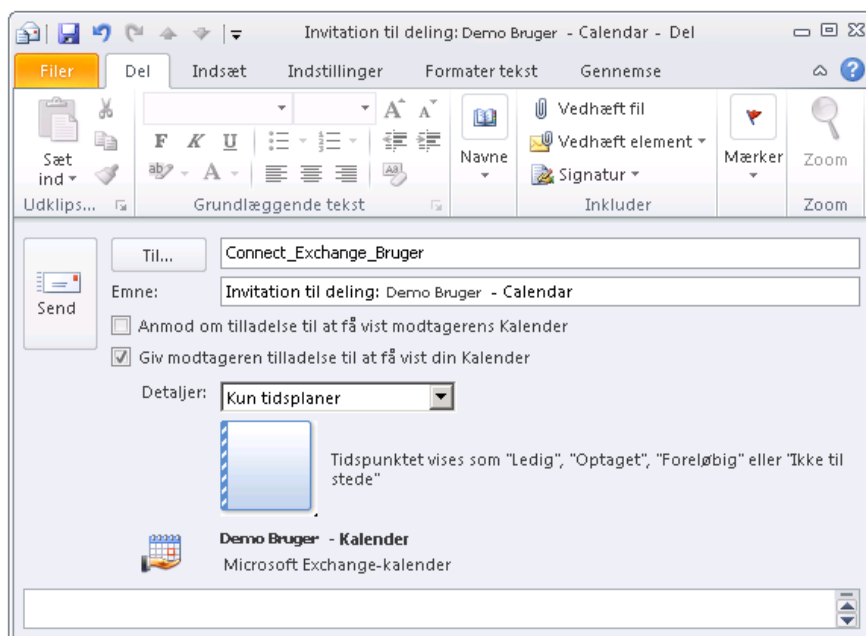 Invitation til deling: Demo Bruger - Calendar - Del
Filer Del Indsæt Indstillinger Formater tekst Gennemse
Sæt ind
F K U
Navne
Vedhæft fil
Vedhæft element
Signatur
Mærker
Zoom
Udklips... Grundlæggende tekst Inkluder Zoom
Send
Til... Connect_Exchange_Bruger
Emne: Invitation til deling: Demo Bruger - Calendar
Anmod om tilladelse til at få vist modtagerens Kalender
Giv modtageren tilladelse til at få vist din Kalender
Detaljer: Kun tidsplaner
Tidspunktet vises som "Ledig", "Optaget", "Foreløbig" eller "Ikke til
stede"
Demo Bruger - Kalender
Microsoft Exchange-kalender